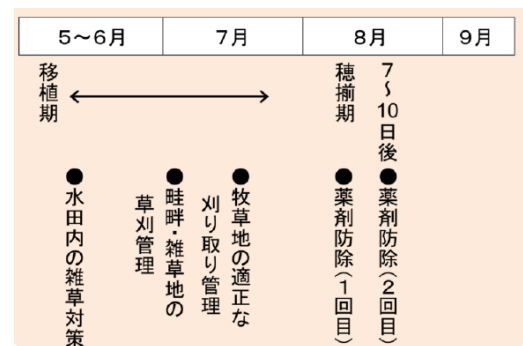 5～6月
7月
8月
9月
移植期
穂揃期
7～10日後
●水田内の雑草対策
●畦畔・雑草地の
草刈管理
●牧草地の適正な
刈り取り管理
●薬剤防除（1回目）
●薬剤防除（2回目）